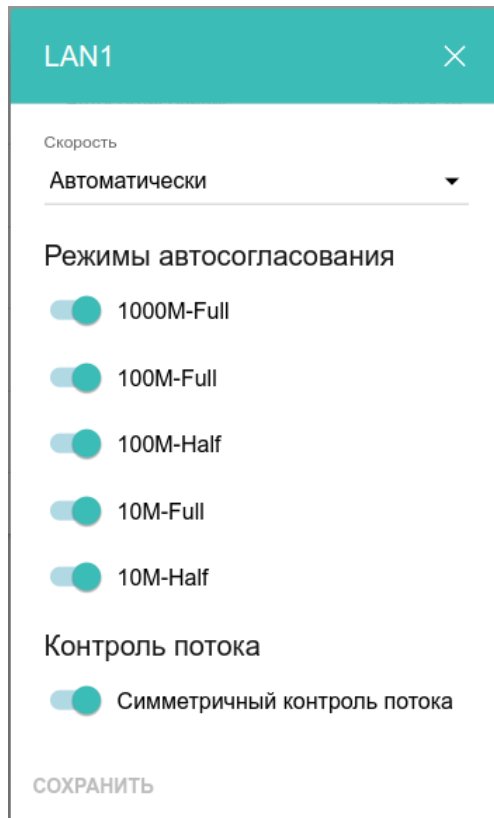 LAN1
Скорость
Автоматически
Режимы автосогласования
1000M-Full
100M-Full
100M-Half
10M-Full
10M-Half
Контроль потока
Симметричный контроль потока
СОХРАНИТЬ